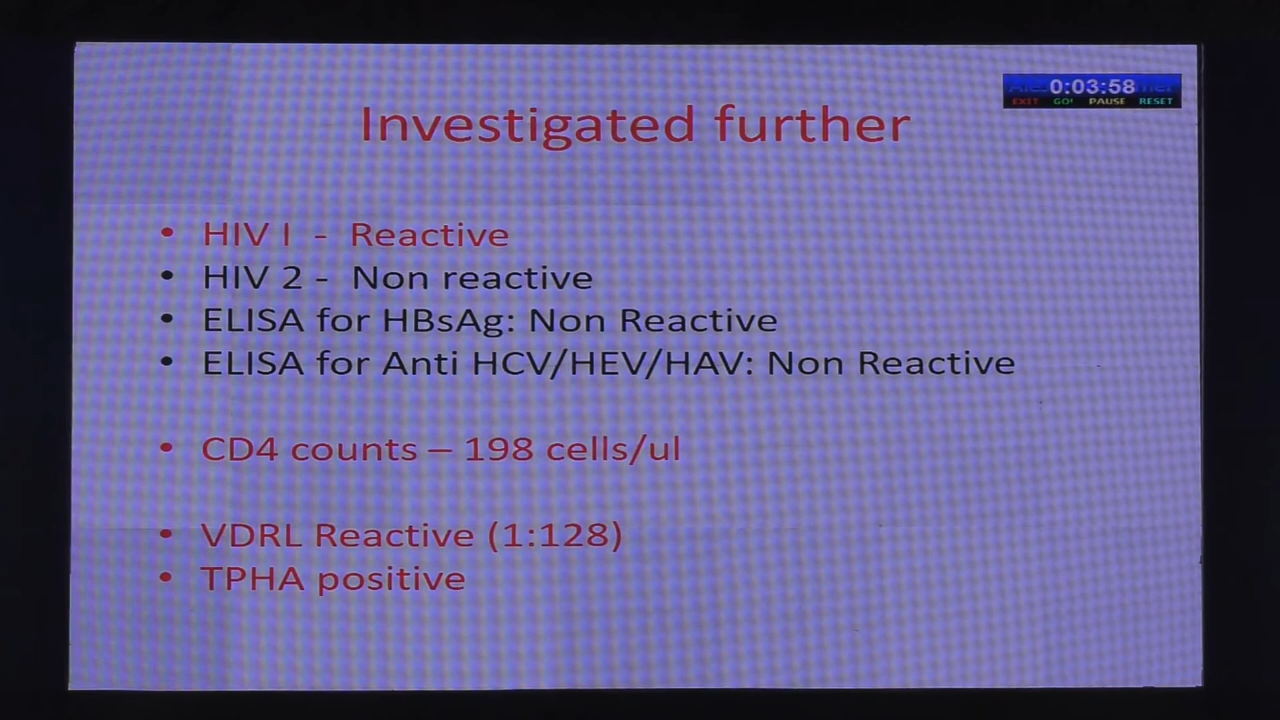 0:03:58
EXIT GO! PAUSE RESET
Investigated further
• HIV I - Reactive
• HIV 2 - Non reactive
• ELISA for HBsAg: Non Reactive
• ELISA for Anti HCV/HEV/HAV: Non Reactive
• CD4 counts – 198 cells/ul
• VDRL Reactive (1:128)
• TPHA positive